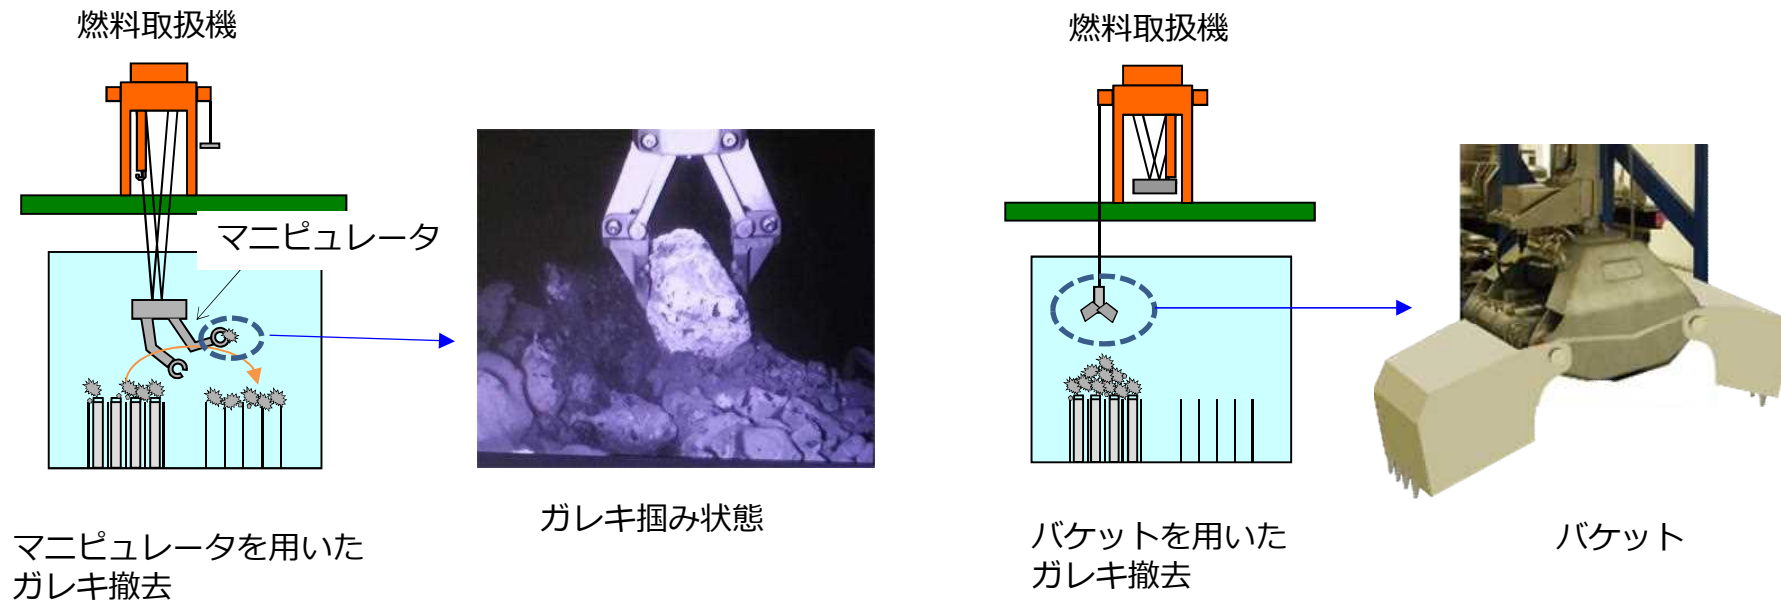 燃料取扱機
マニピュレータ
マニピュレータを用いた
ガレキ撤去
ガレキ掴み状態
燃料取扱機
バケットを用いた
ガレキ撤去
バケット